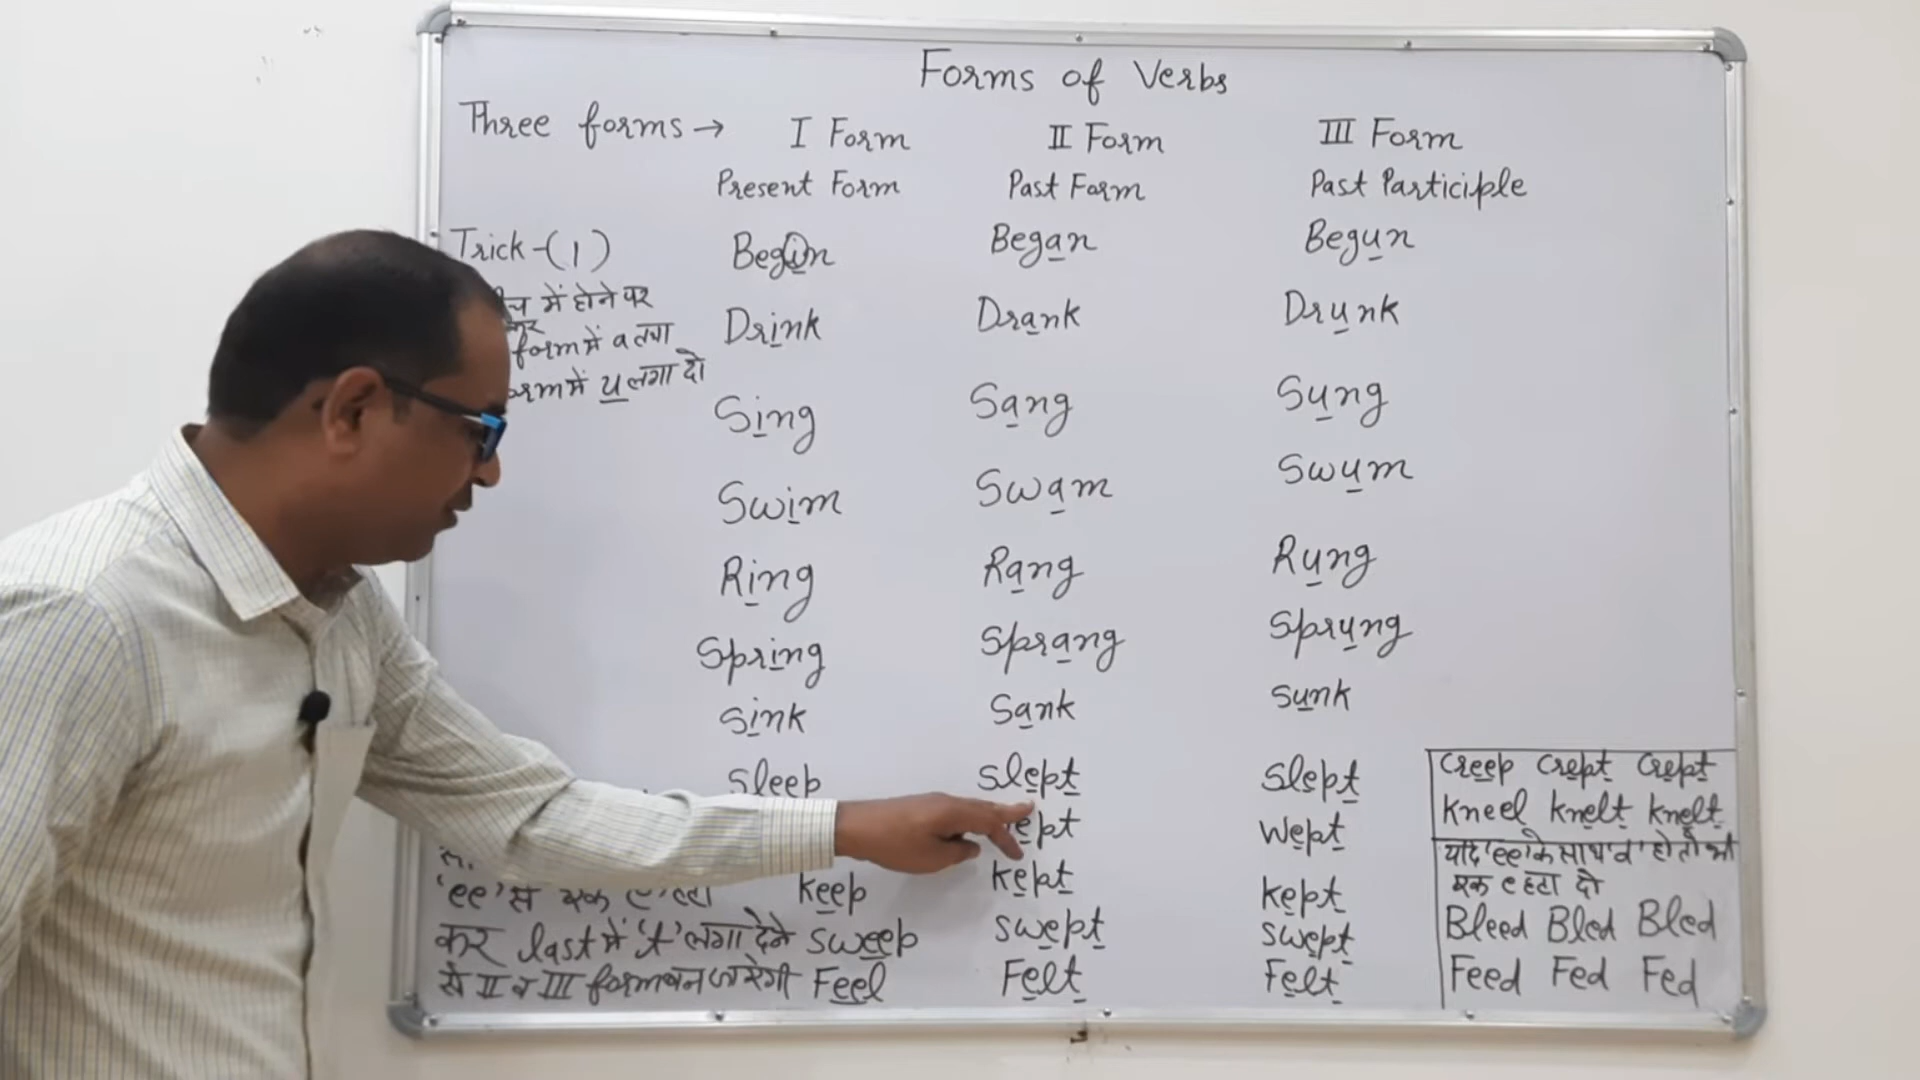 Forms of Verbs
Three forms → I Form II Form III Form
Present Form Past Form Past Participle
Trick-(1) Begin Began Begun
में होने पर
form में a तथा
में u लगा दो
Drink Drank Drunk
Sing Sang Sung
Swim Swam Swum
Ring Rang Rung
Spring Sprang Sprung
Sink Sank Sunk
Sleep Slept Slept
ept Wept
'ee' से एक Keep Kept Kept
कर last में 't' लगा देने Sweep Swept Swept
से II व III form बन जायेगी Feel Felt Felt
Creep Crept Crept
Kneel Knelt Knelt
यदि 'ee' के साथ 'd' हो तो भी
एक e हटा दो
Bleed Bled Bled
Feed Fed Fed